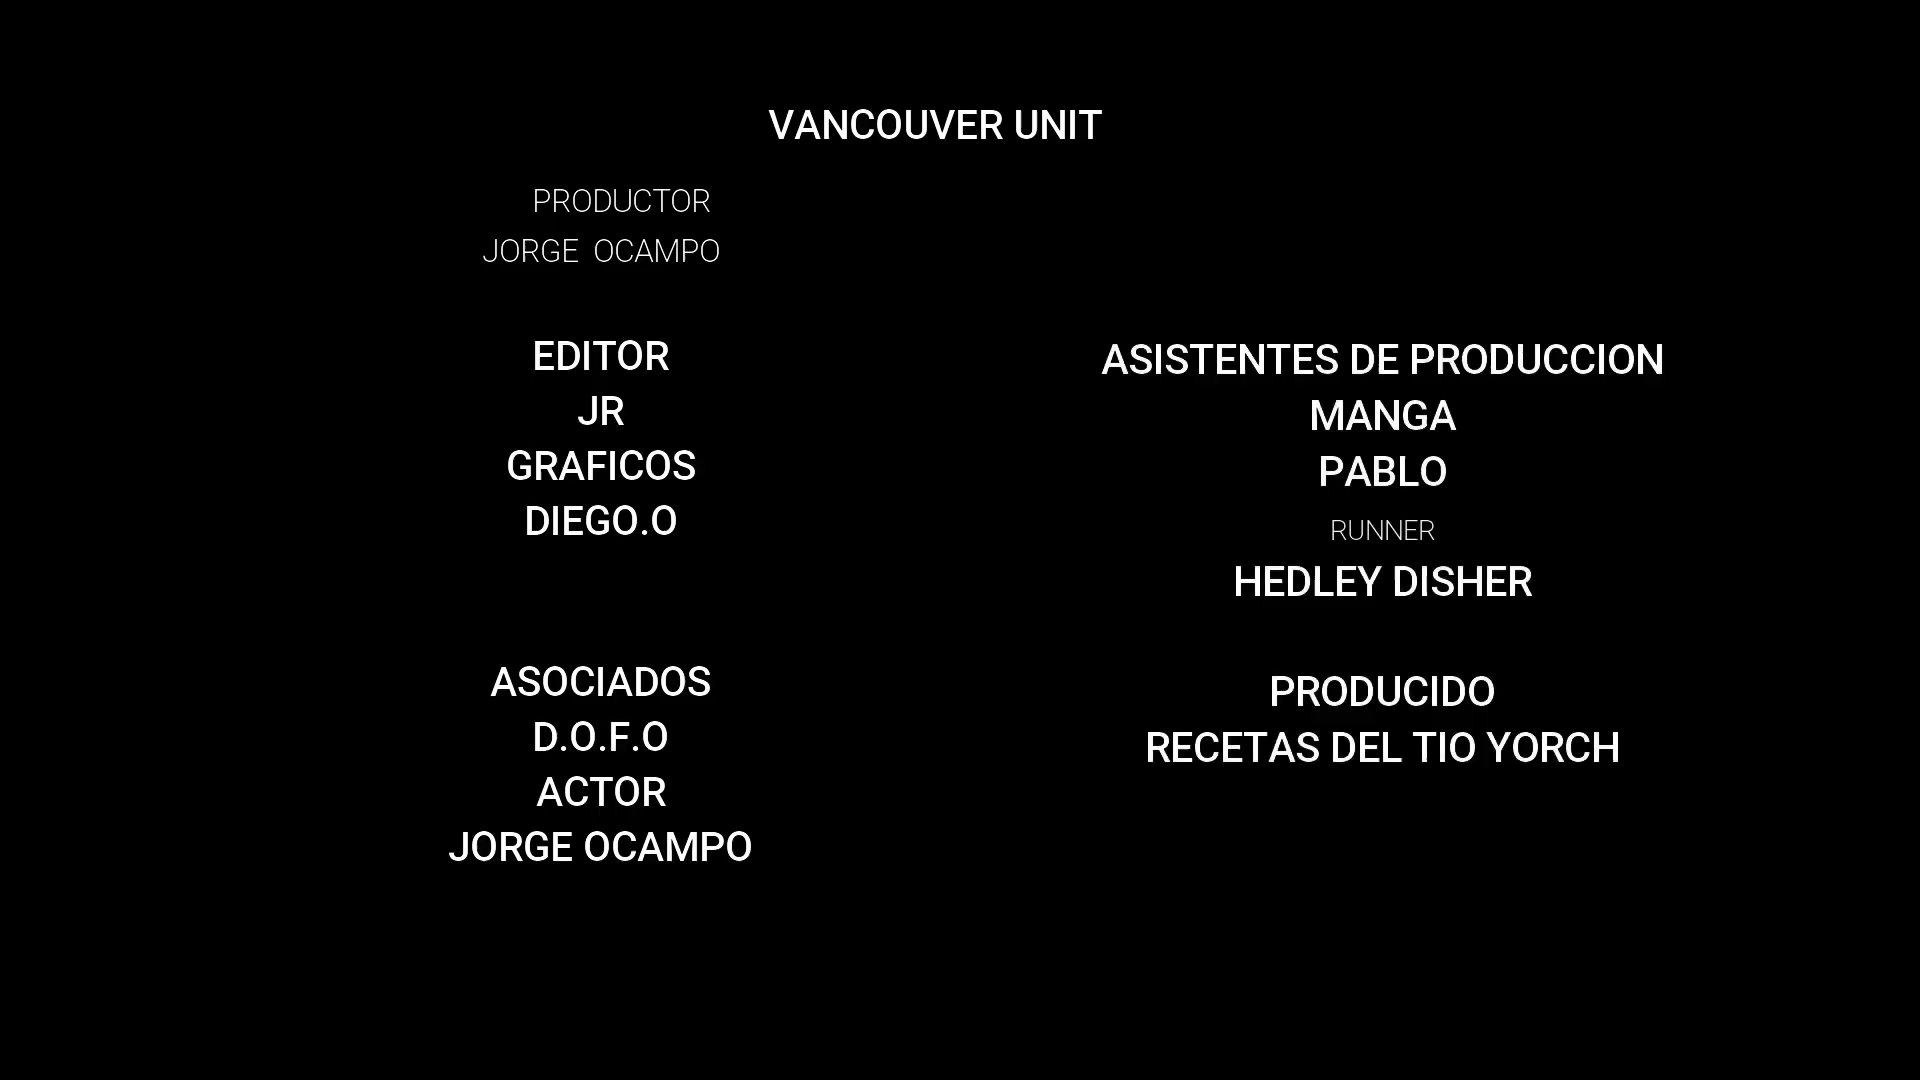 VANCOUVER UNIT
PRODUCTOR
JORGE OCAMPO
EDITOR
JR
GRAFICOS
DIEGO.O
ASOCIADOS
D.O.F.O
ACTOR
JORGE OCAMPO
ASISTENTES DE PRODUCCION
MANGA
PABLO
RUNNER
HEDLEY DISHER
PRODUCIDO
RECETAS DEL TIO YORCH